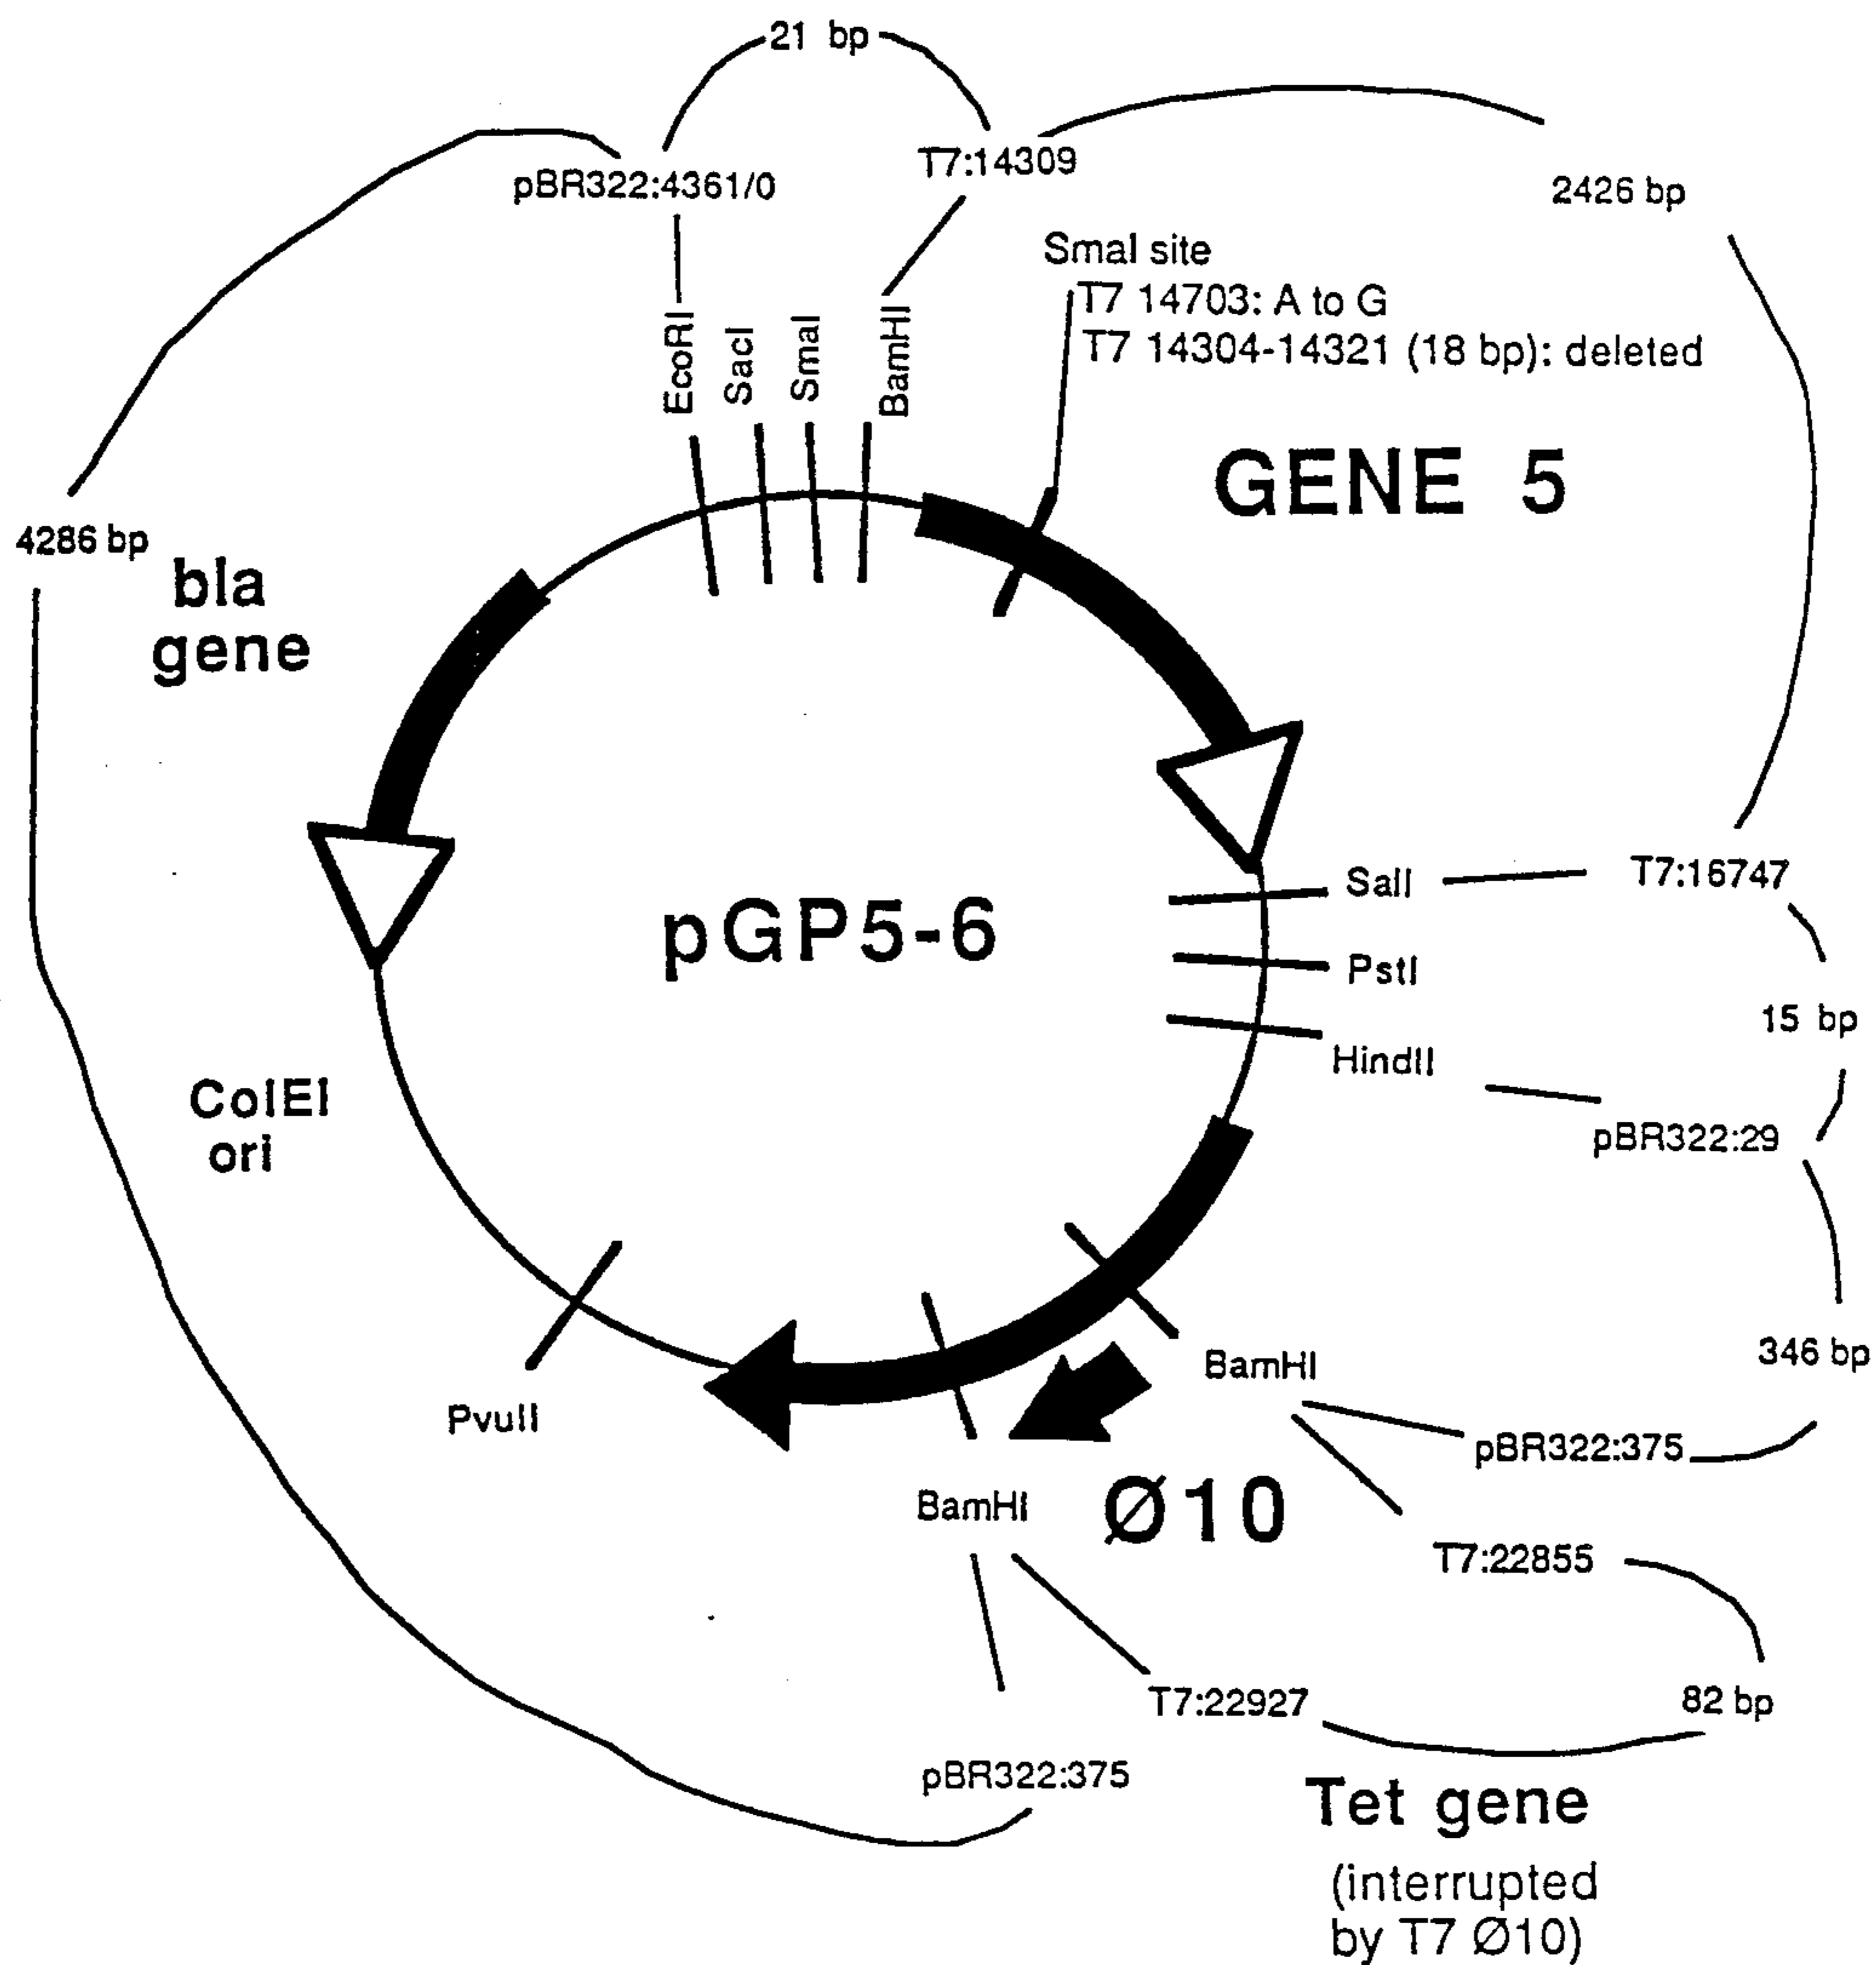 21 bp
T7:14309
pBR322:4361/0
2426 bp
SmaI site
T7 14703: A to G
T7 14304-14321 (18 bp): deleted
EcoRI
SacI
SmaI
BamHI
GENE 5
4286 bp
bla
gene
SalI
T7:16747
pGP5-6
PstI
15 bp
HindII
ColEI
ori
pBR322:29
346 bp
BamHI
PvuII
pBR322:375
BamHI
Ø10
T7:22855
T7:22927
82 bp
pBR322:375
Tet gene
(interrupted
by T7 Ø10)